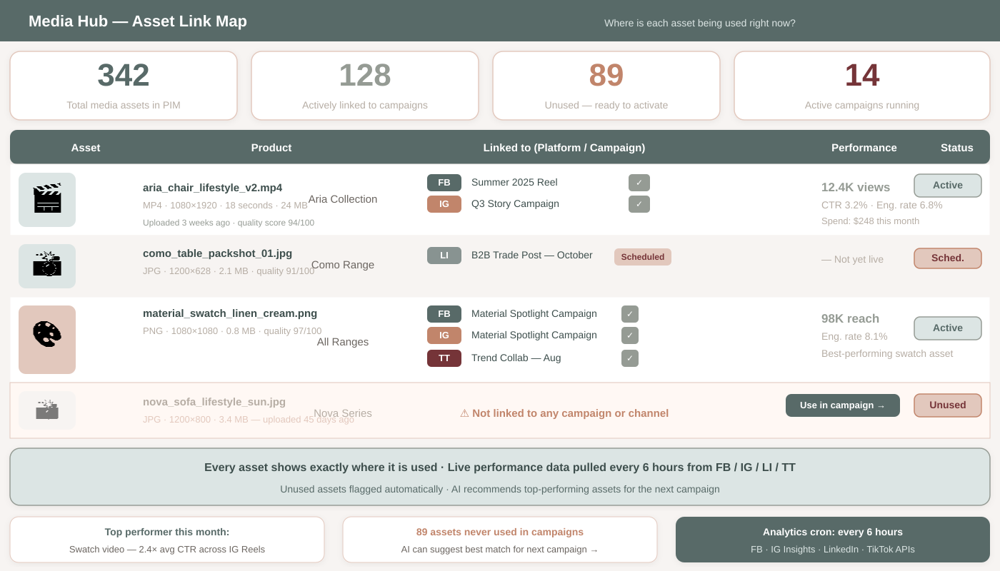 Media Hub — Asset Link Map
Where is each asset being used right now?
342
Total media assets in PIM
128
Actively linked to campaigns
89
Unused — ready to activate
14
Active campaigns running
Asset
Product
Linked to (Platform / Campaign)
Performance
Status
aria_chair_lifestyle_v2.mp4
MP4 · 1080×1920 · 18 seconds · 24 MB
Uploaded 3 weeks ago · quality score 94/100
Aria Collection
FB
Summer 2025 Reel
✓
IG
Q3 Story Campaign
✓
12.4K views
CTR 3.2% · Eng. rate 6.8%
Spend: $248 this month
Active
como_table_packshot_01.jpg
JPG · 1200×628 · 2.1 MB · quality 91/100
Como Range
LI
B2B Trade Post — October
Scheduled
— Not yet live
Sched.
material_swatch_linen_cream.png
PNG · 1080×1080 · 0.8 MB · quality 97/100
All Ranges
FB
Material Spotlight Campaign
✓
IG
Material Spotlight Campaign
✓
TT
Trend Collab — Aug
✓
98K reach
Eng. rate 8.1%
Best-performing swatch asset
Active
nova_sofa_lifestyle_sun.jpg
JPG · 1200×800 · 3.4 MB — uploaded 45 days ago
Nova Series
⚠ Not linked to any campaign or channel
Use in campaign →
Unused
Every asset shows exactly where it is used · Live performance data pulled every 6 hours from FB / IG / LI / TT
Unused assets flagged automatically · AI recommends top-performing assets for the next campaign
Top performer this month:
Swatch video — 2.4× avg CTR across IG Reels
89 assets never used in campaigns
AI can suggest best match for next campaign →
Analytics cron: every 6 hours
FB · IG Insights · LinkedIn · TikTok APIs